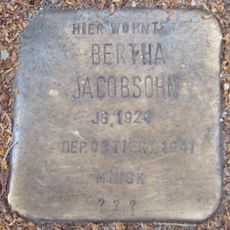 HIER WOHNTE
BERTHA
JACOBSOHN
JG. 1924
DEPORTIERT 1941
MINSK
? ? ?